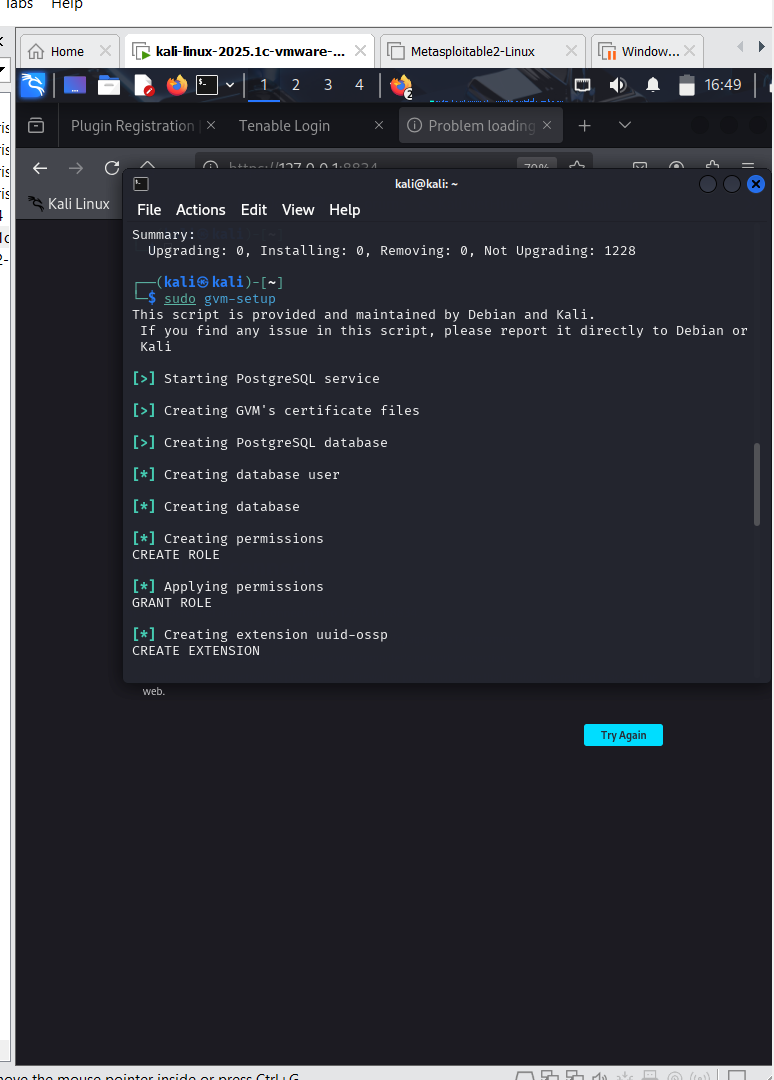 Tabs Help
Home
kali-linux-2025.1c-vmware-...
Metasploitable2-Linux
Window...
1 2 3 4
2
16:49
Plugin Registration
Tenable Login
Problem loading
https://127.0.0.1:8834
70%
Kali Linux
kali@kali: ~
File Actions Edit View Help
Summary:
Upgrading: 0, Installing: 0, Removing: 0, Not Upgrading: 1228
┌──(kali㉿kali)-[~]
└─$ sudo gvm-setup
This script is provided and maintained by Debian and Kali.
If you find any issue in this script, please report it directly to Debian or
Kali
[>] Starting PostgreSQL service
[>] Creating GVM's certificate files
[>] Creating PostgreSQL database
[*] Creating database user
[*] Creating database
[*] Creating permissions
CREATE ROLE
[*] Applying permissions
GRANT ROLE
[*] Creating extension uuid-ossp
CREATE EXTENSION
web.
Try Again
move the mouse pointer inside or press Ctrl+G.